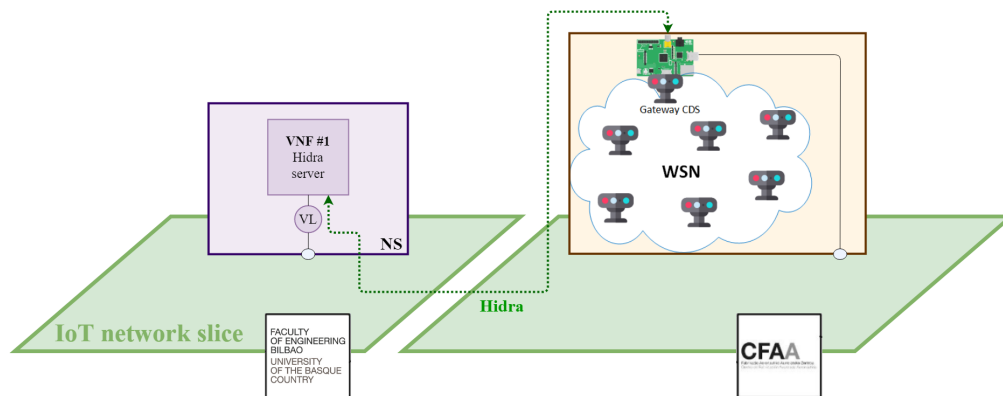 Gateway CDS
VNF #1
Hidra
server
WSN
VL
NS
Hidra
IoT network slice
FACULTY
OF ENGINEERING
BILBAO
UNIVERSITY
OF THE BASQUE
COUNTRY
CFAA